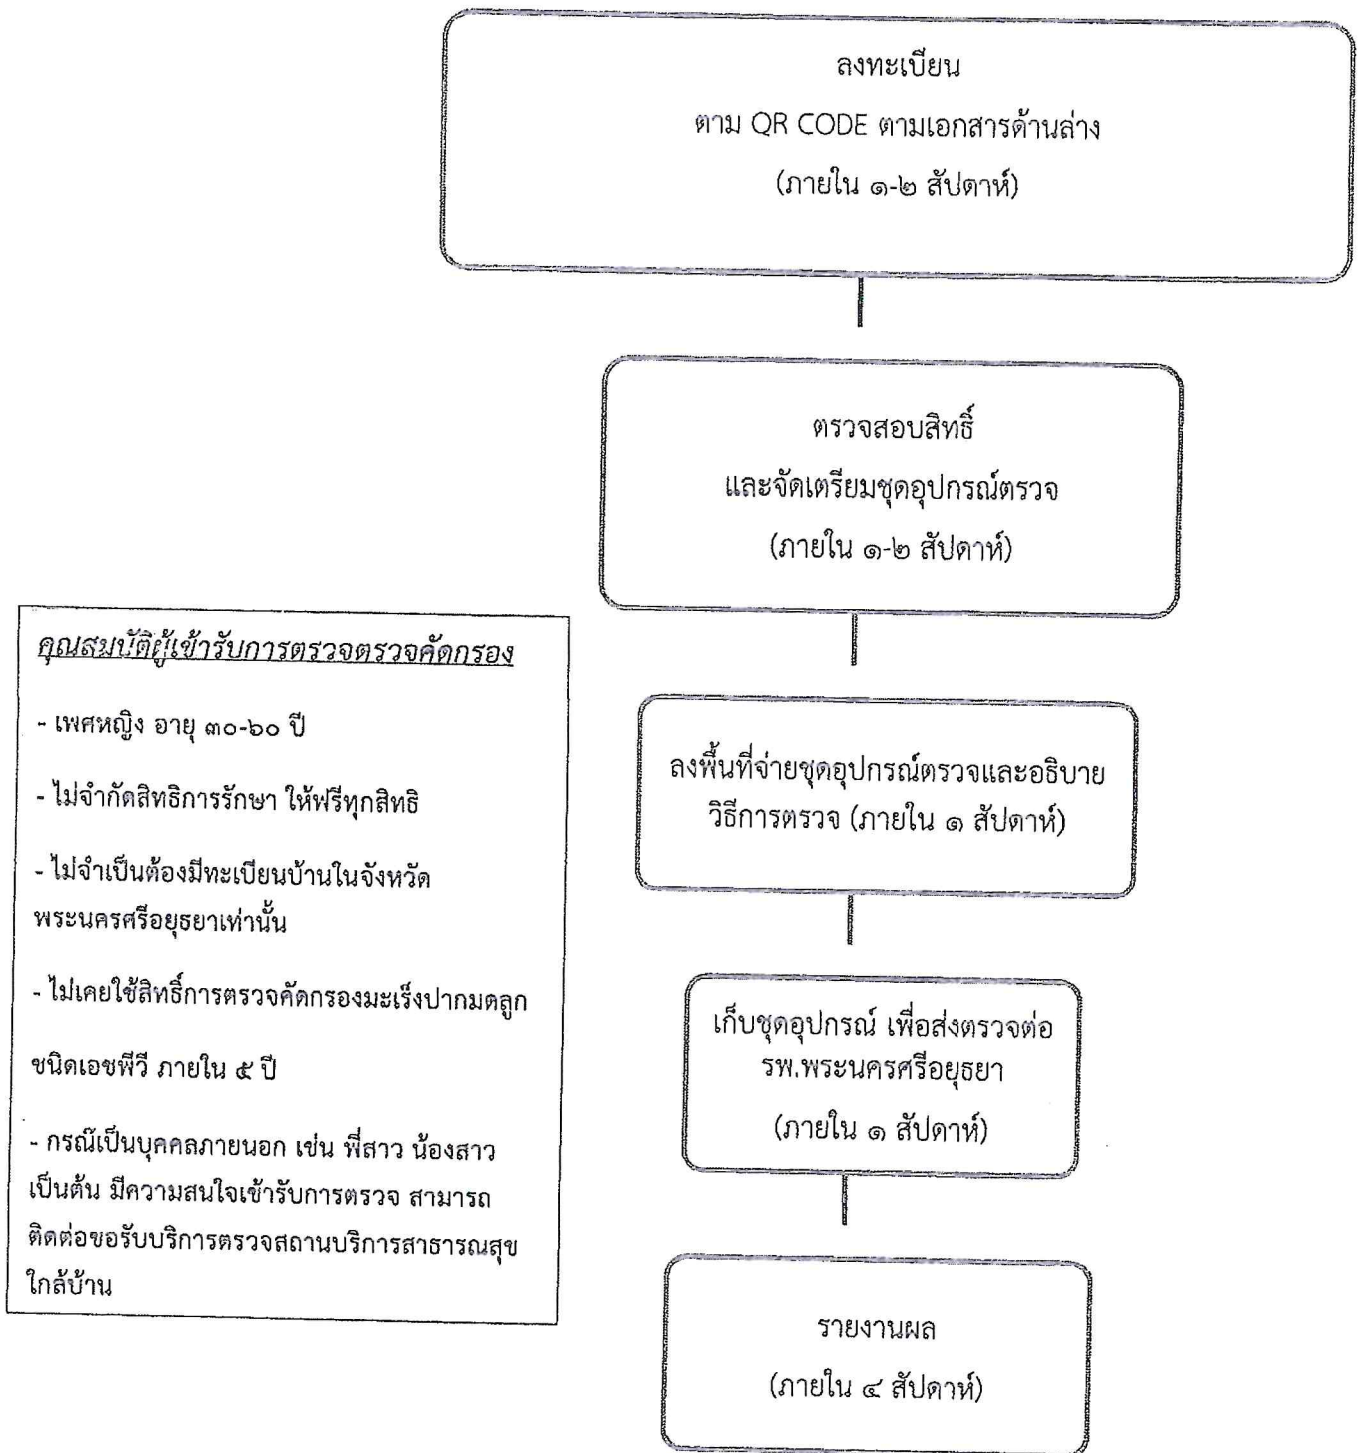 ลงทะเบียน
ตาม QR CODE ตามเอกสารด้านล่าง
(ภายใน ๑-๒ สัปดาห์)
ตรวจสอบสิทธิ์
และจัดเตรียมชุดอุปกรณ์ตรวจ
(ภายใน ๑-๒ สัปดาห์)
คุณสมบัติผู้เข้ารับการตรวจตรวจคัดกรอง
- เพศหญิง อายุ ๓๐-๖๐ ปี
- ไม่จำกัดสิทธิการรักษา ให้ฟรีทุกสิทธิ
- ไม่จำเป็นต้องมีทะเบียนบ้านในจังหวัด
พระนครศรีอยุธยาเท่านั้น
- ไม่เคยใช้สิทธิ์การตรวจคัดกรองมะเร็งปากมดลูก
ชนิดเอชพีวี ภายใน ๕ ปี
- กรณีเป็นบุคคลภายนอก เช่น พี่สาว น้องสาว
เป็นต้น มีความสนใจเข้ารับการตรวจ สามารถ
ติดต่อขอรับบริการตรวจสถานบริการสาธารณสุข
ใกล้บ้าน
ลงพื้นที่จ่ายชุดอุปกรณ์ตรวจและอธิบาย
วิธีการตรวจ (ภายใน ๑ สัปดาห์)
เก็บชุดอุปกรณ์ เพื่อส่งตรวจต่อ
รพ.พระนครศรีอยุธยา
(ภายใน ๑ สัปดาห์)
รายงานผล
(ภายใน ๔ สัปดาห์)